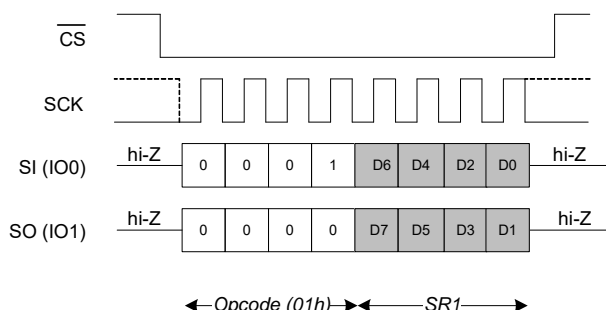 CS
SCK
hi-Z 0 0 0 1 D6 D4 D2 D0 hi-Z
SI (IO0)
hi-Z 0 0 0 0 D7 D5 D3 D1 hi-Z
SO (IO1)
Opcode (01h) SR1